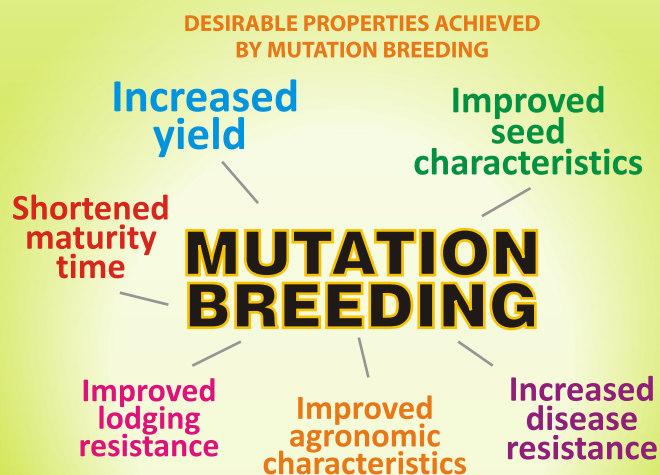 DESIRABLE PROPERTIES ACHIEVED
BY MUTATION BREEDING
Increased
yield
Improved
seed
characteristics
Shortened
maturity
time
MUTATION
BREEDING
Improved
lodging
resistance
Improved
agronomic
characteristics
Increased
disease
resistance